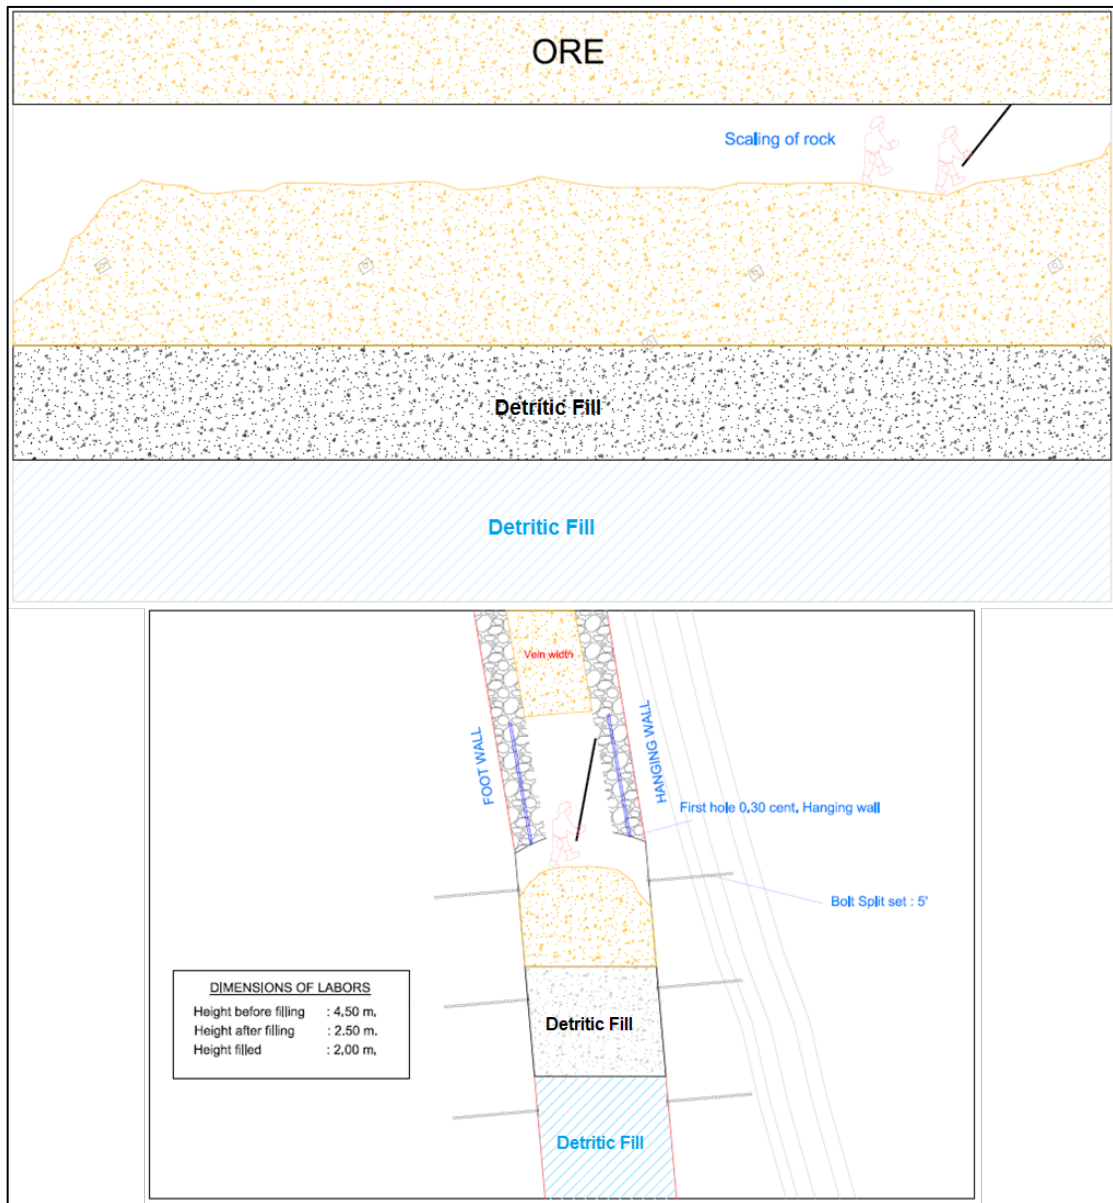 ORE
Scaling of rock
Detritic Fill
Detritic Fill
Vein width
FOOT WALL
HANGING WALL
First hole 0,30 cent, Hanging wall
Bolt Split set : 5'
DIMENSIONS OF LABORS
Height before filling : 4,50 m,
Height after filling : 2.50 m.
Height filled : 2,00 m,
Detritic Fill
Detritic Fill